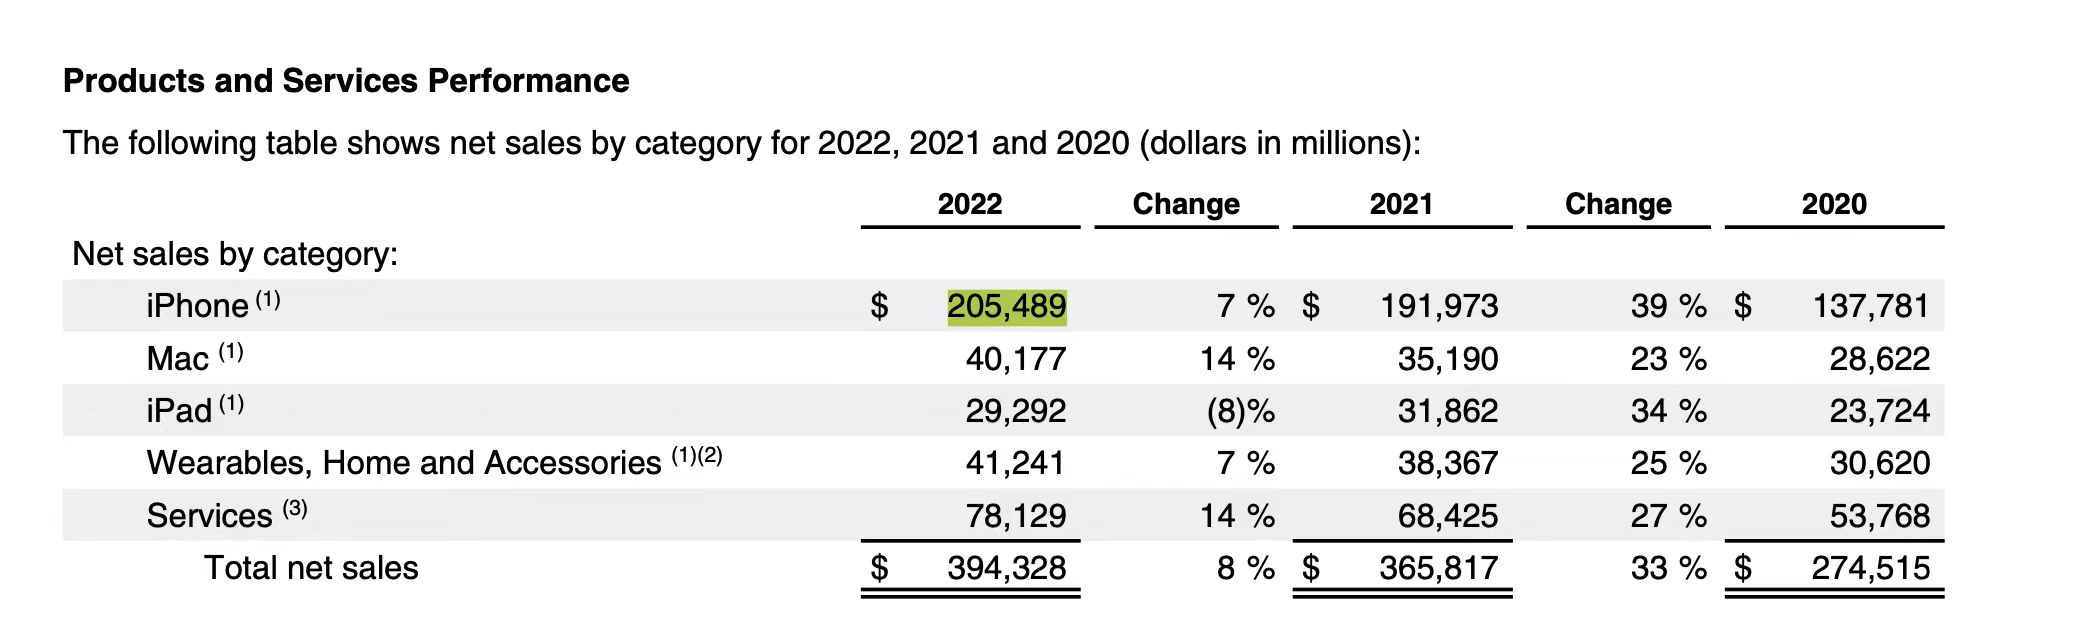 Products and Services Performance
The following table shows net sales by category for 2022, 2021 and 2020 (dollars in millions):
2022 Change 2021 Change 2020
Net sales by category:
iPhone (1) $ 205,489 7 % $ 191,973 39 % $ 137,781
Mac (1) 40,177 14 % 35,190 23 % 28,622
iPad (1) 29,292 (8)% 31,862 34 % 23,724
Wearables, Home and Accessories (1)(2) 41,241 7 % 38,367 25 % 30,620
Services (3) 78,129 14 % 68,425 27 % 53,768
Total net sales $ 394,328 8 % $ 365,817 33 % $ 274,515